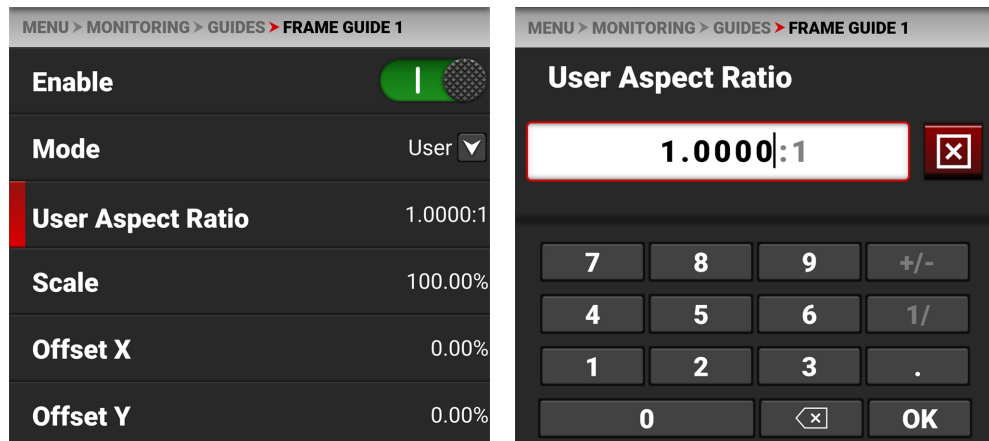 MENU > MONITORING > GUIDES > FRAME GUIDE 1
Enable
Mode User
User Aspect Ratio 1.0000:1
Scale 100.00%
Offset X 0.00%
Offset Y 0.00%
MENU > MONITORING > GUIDES > FRAME GUIDE 1
User Aspect Ratio
1.0000:1
7 8 9 +/-
4 5 6 1/
1 2 3 .
0 OK